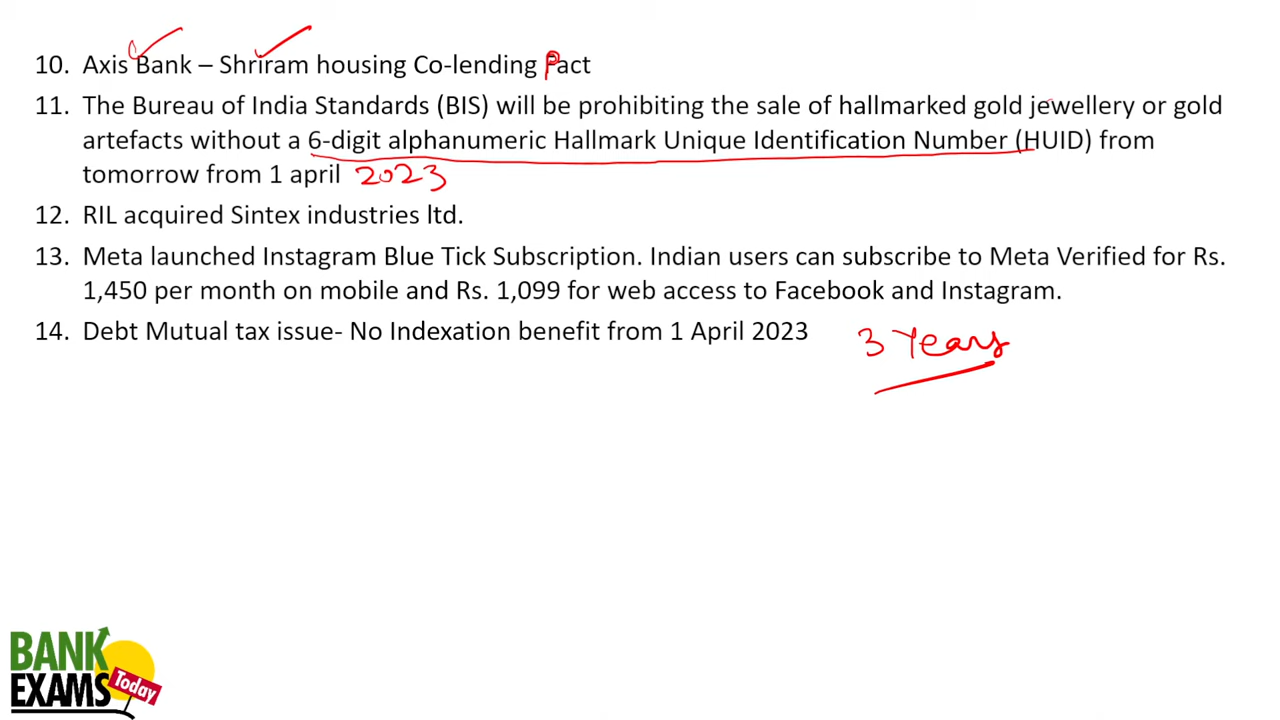 10. Axis Bank – Shriram housing Co-lending Pact
11. The Bureau of India Standards (BIS) will be prohibiting the sale of hallmarked gold jewellery or gold
artefacts without a 6-digit alphanumeric Hallmark Unique Identification Number (HUID) from
tomorrow from 1 april 2023
12. RIL acquired Sintex industries ltd.
13. Meta launched Instagram Blue Tick Subscription. Indian users can subscribe to Meta Verified for Rs.
1,450 per month on mobile and Rs. 1,099 for web access to Facebook and Instagram.
14. Debt Mutual tax issue- No Indexation benefit from 1 April 2023 3 Years
BANK
EXAMS
Today